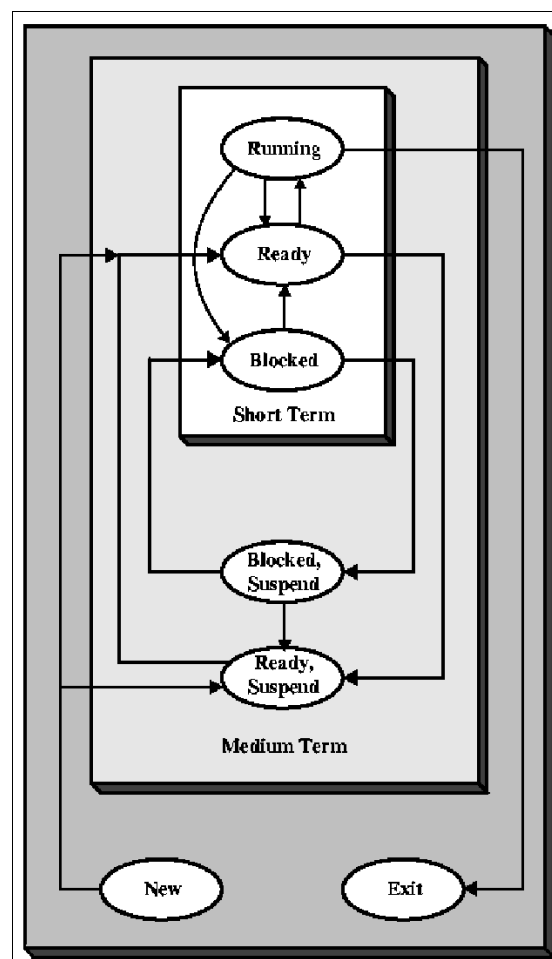 Running
Ready
Blocked
Short Term
Blocked,
Suspend
Ready,
Suspend
Medium Term
New
Exit